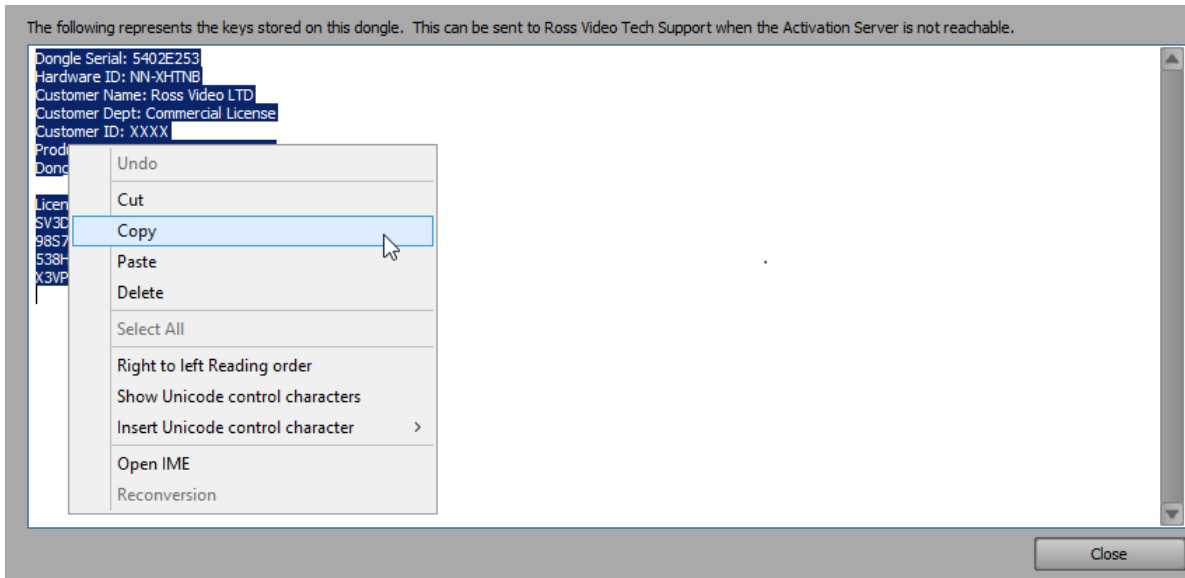 The following represents the keys stored on this dongle. This can be sent to Ross Video Tech Support when the Activation Server is not reachable.
Dongle Serial: 5402E253
Hardware ID: NN-XHTNB
Customer Name: Ross Video LTD
Customer Dept: Commercial License
Customer ID: XXXX
Undo
Cut
Copy
Paste
Delete
Select All
Right to left Reading order
Show Unicode control characters
Insert Unicode control character
Open IME
Reconversion
Close